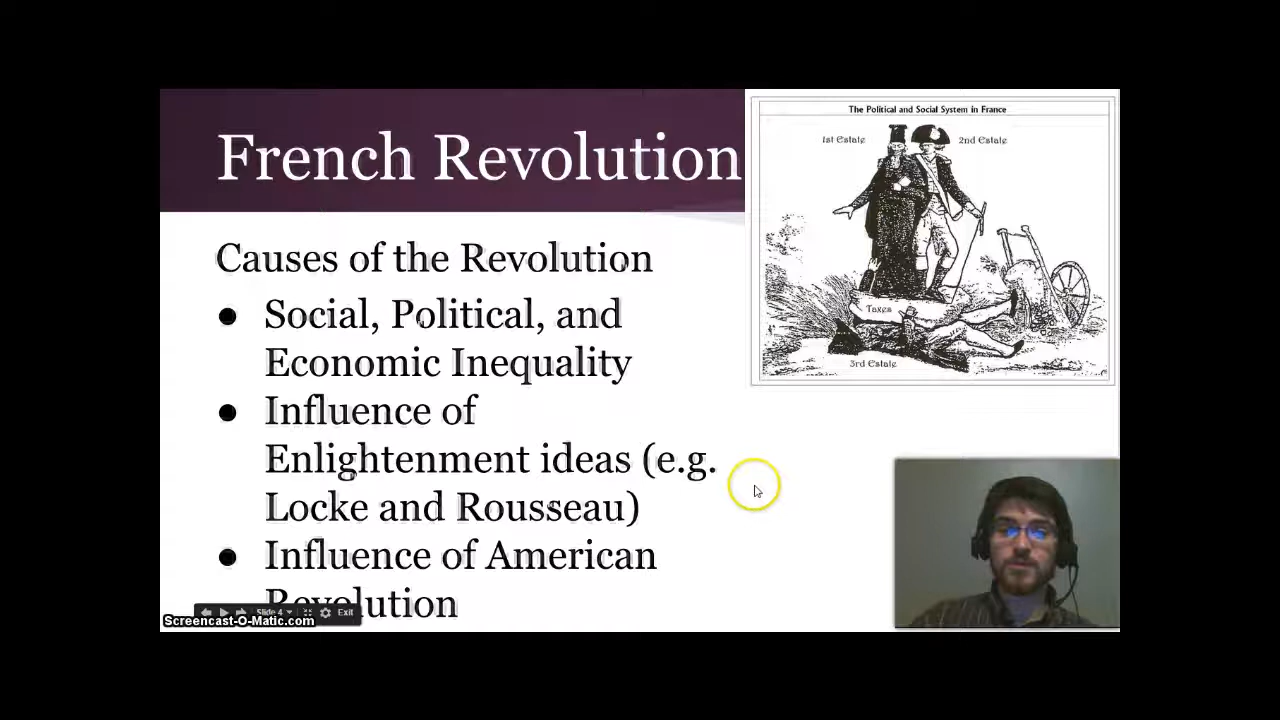 French Revolution
Causes of the Revolution
● Social, Political, and
Economic Inequality
● Influence of
Enlightenment ideas (e.g.
Locke and Rousseau)
● Influence of American
Revolution
The Political and Social System in France
1st Estate
2nd Estate
Taxes
3rd Estate
Slide 4
Exit
Screencast-O-Matic.com